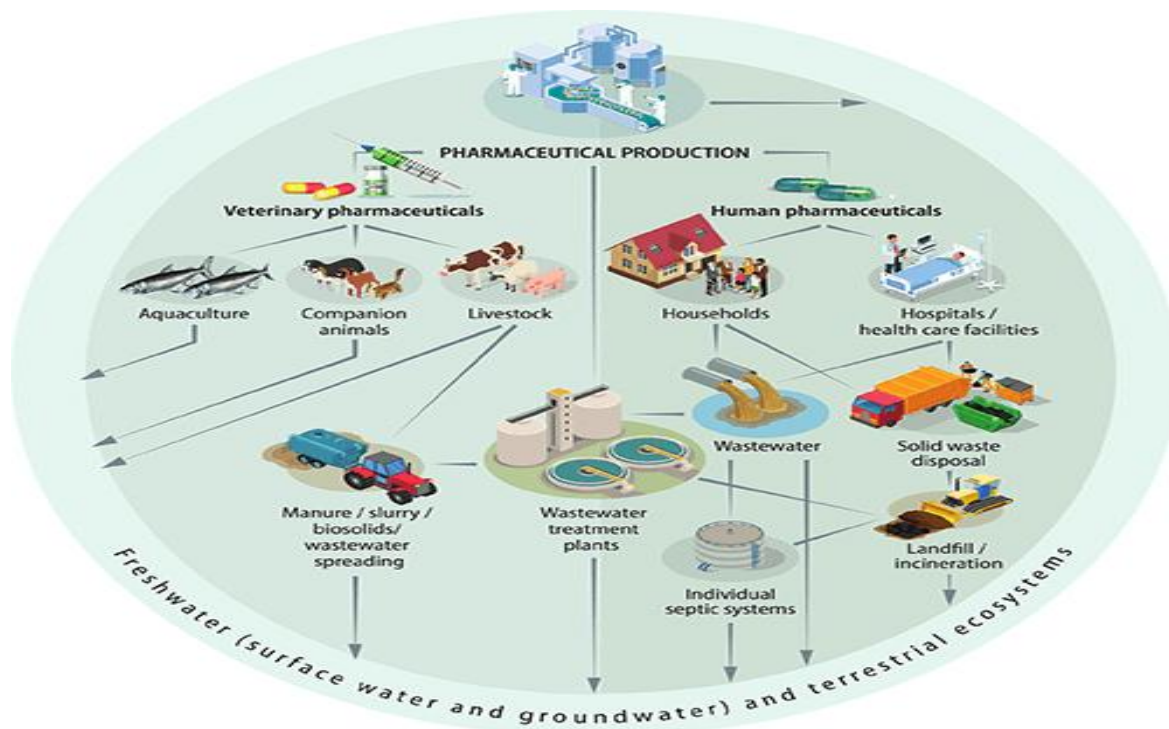 PHARMACEUTICAL PRODUCTION
Veterinary pharmaceuticals
Human pharmaceuticals
Aquaculture
Companion
animals
Livestock
Households
Hospitals /
health care facilities
Wastewater
Solid waste
disposal
Manure / slurry /
biosolids/
wastewater
spreading
Wastewater
treatment
plants
Individual
septic systems
Landfill /
incineration
Freshwater (surface water and groundwater) and terrestrial ecosystems